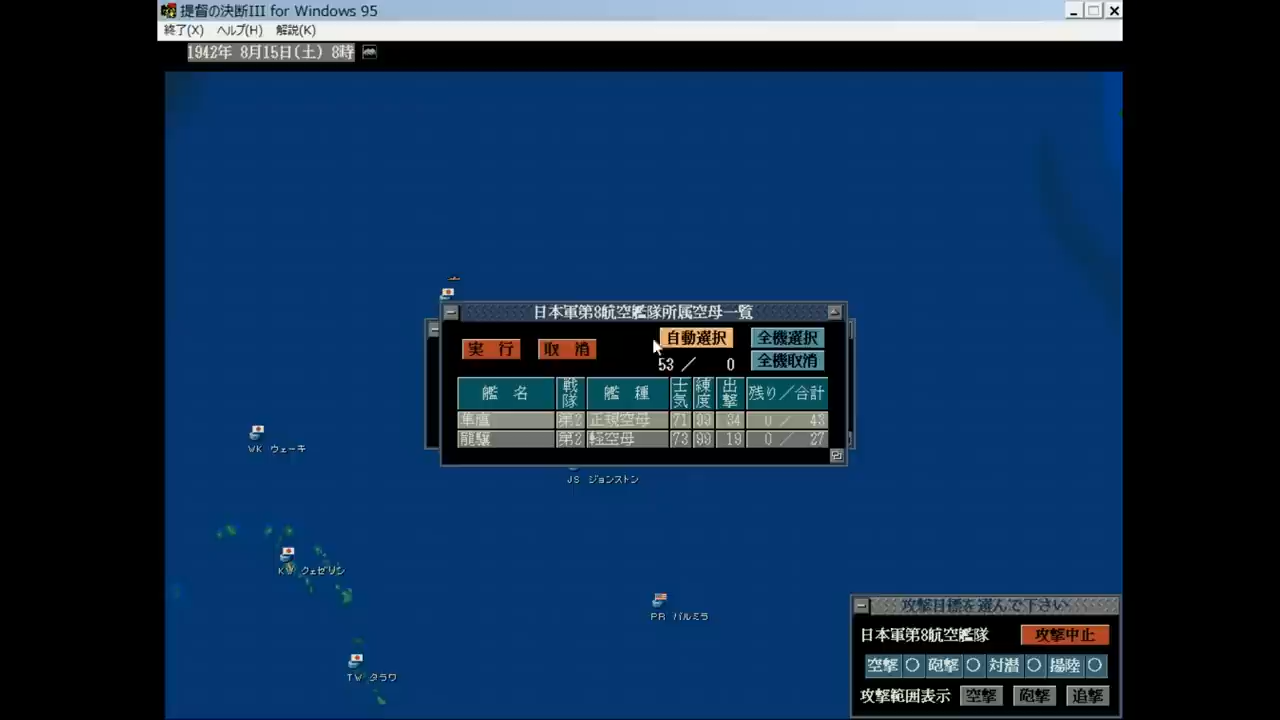 提督の決断III for Windows 95
終了(X) ヘルプ(H) 解説(K)
1942年 8月15日(土) 8時
日本軍第8航空艦隊所属空母一覧
実 行 取 消 自動選択 全機選択
53 / 0 全機取消
艦 名 戦隊 艦 種 士気 練度 出撃 残り/合計
隼鷹 第2 正規空母 71 99 34 0 / 43
龍驤 第2 軽空母 73 99 19 0 / 27
WK ウェーキ
JS ジョンストン
KW クェゼリン
PR パルミラ
TW タラワ
攻撃目標を選んで下さい
日本軍第8航空艦隊 攻撃中止
空撃 ○ 砲撃 ○ 対潜 ○ 揚陸 ○
攻撃範囲表示 空撃 砲撃 追撃